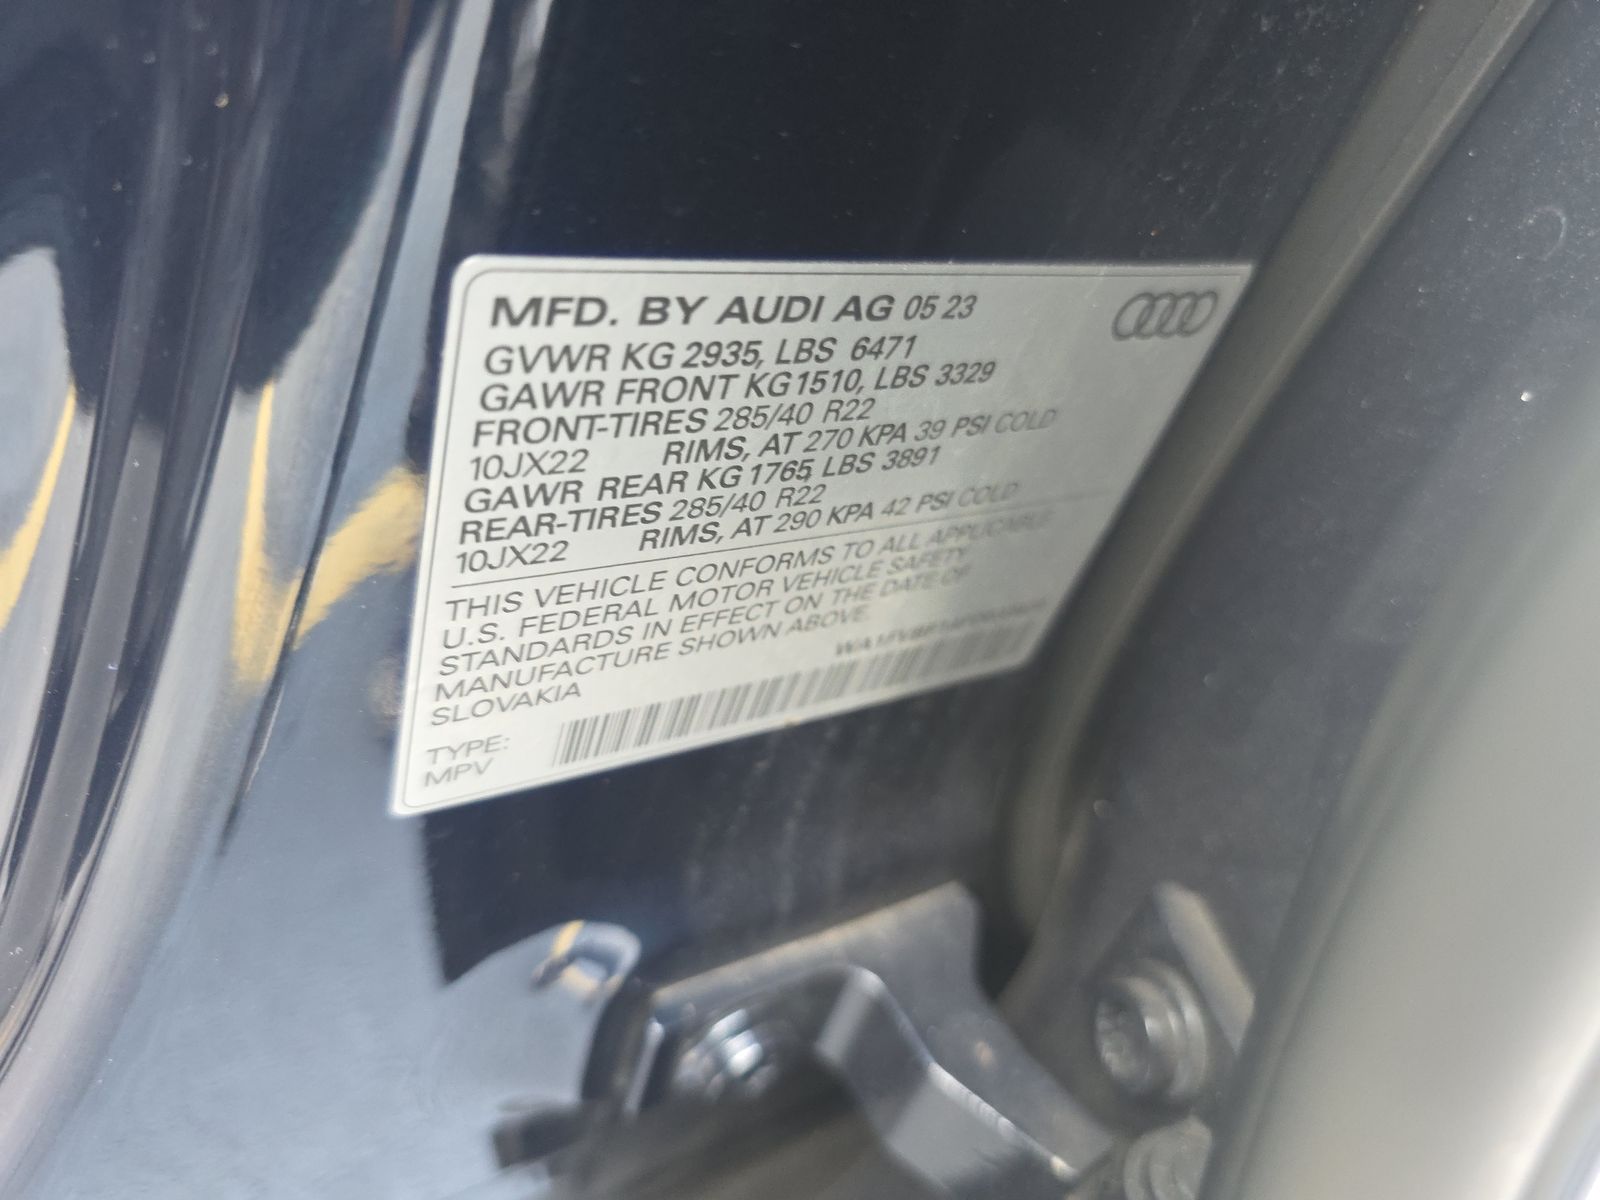 MFD. BY AUDI AG 05 23
GVWR KG 2935, LBS 6471
GAWR FRONT KG 1510, LBS 3329
FRONT-TIRES 285/40 R22
10JX22 RIMS, AT 270 KPA 39 PSI COLD
GAWR REAR KG 1765 LBS 3891
REAR-TIRES 285/40 R22
10JX22 RIMS, AT 290 KPA 42 PSI COLD
THIS VEHICLE CONFORMS TO ALL APPLICABLE
U.S. FEDERAL MOTOR VEHICLE SAFETY
STANDARDS IN EFFECT ON THE DATE OF
MANUFACTURE SHOWN ABOVE.
SLOVAKIA
TYPE:
MPV